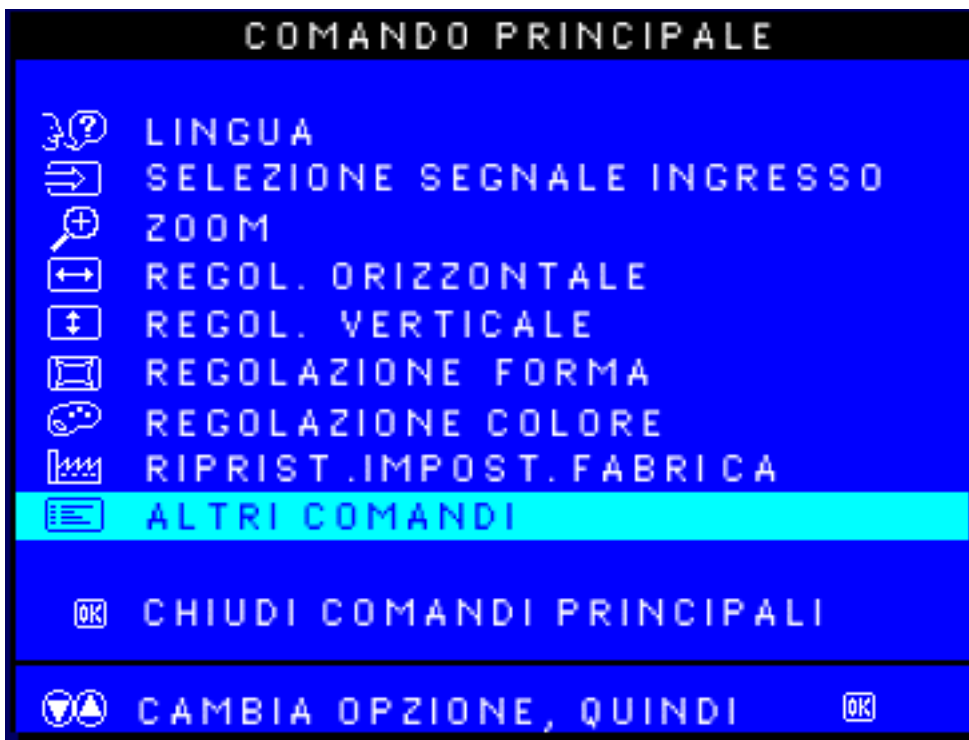 COMANDO PRINCIPALE
LINGUA
SELEZIONE SEGNALE INGRESSO
ZOOM
REGOL. ORIZZONTALE
REGOL. VERTICALE
REGOLAZIONE FORMA
REGOLAZIONE COLORE
RIPRIST.IMPOST.FABRICA
ALTRI COMANDI
OK CHIUDI COMANDI PRINCIPALI
CAMBIA OPZIONE, QUINDI OK